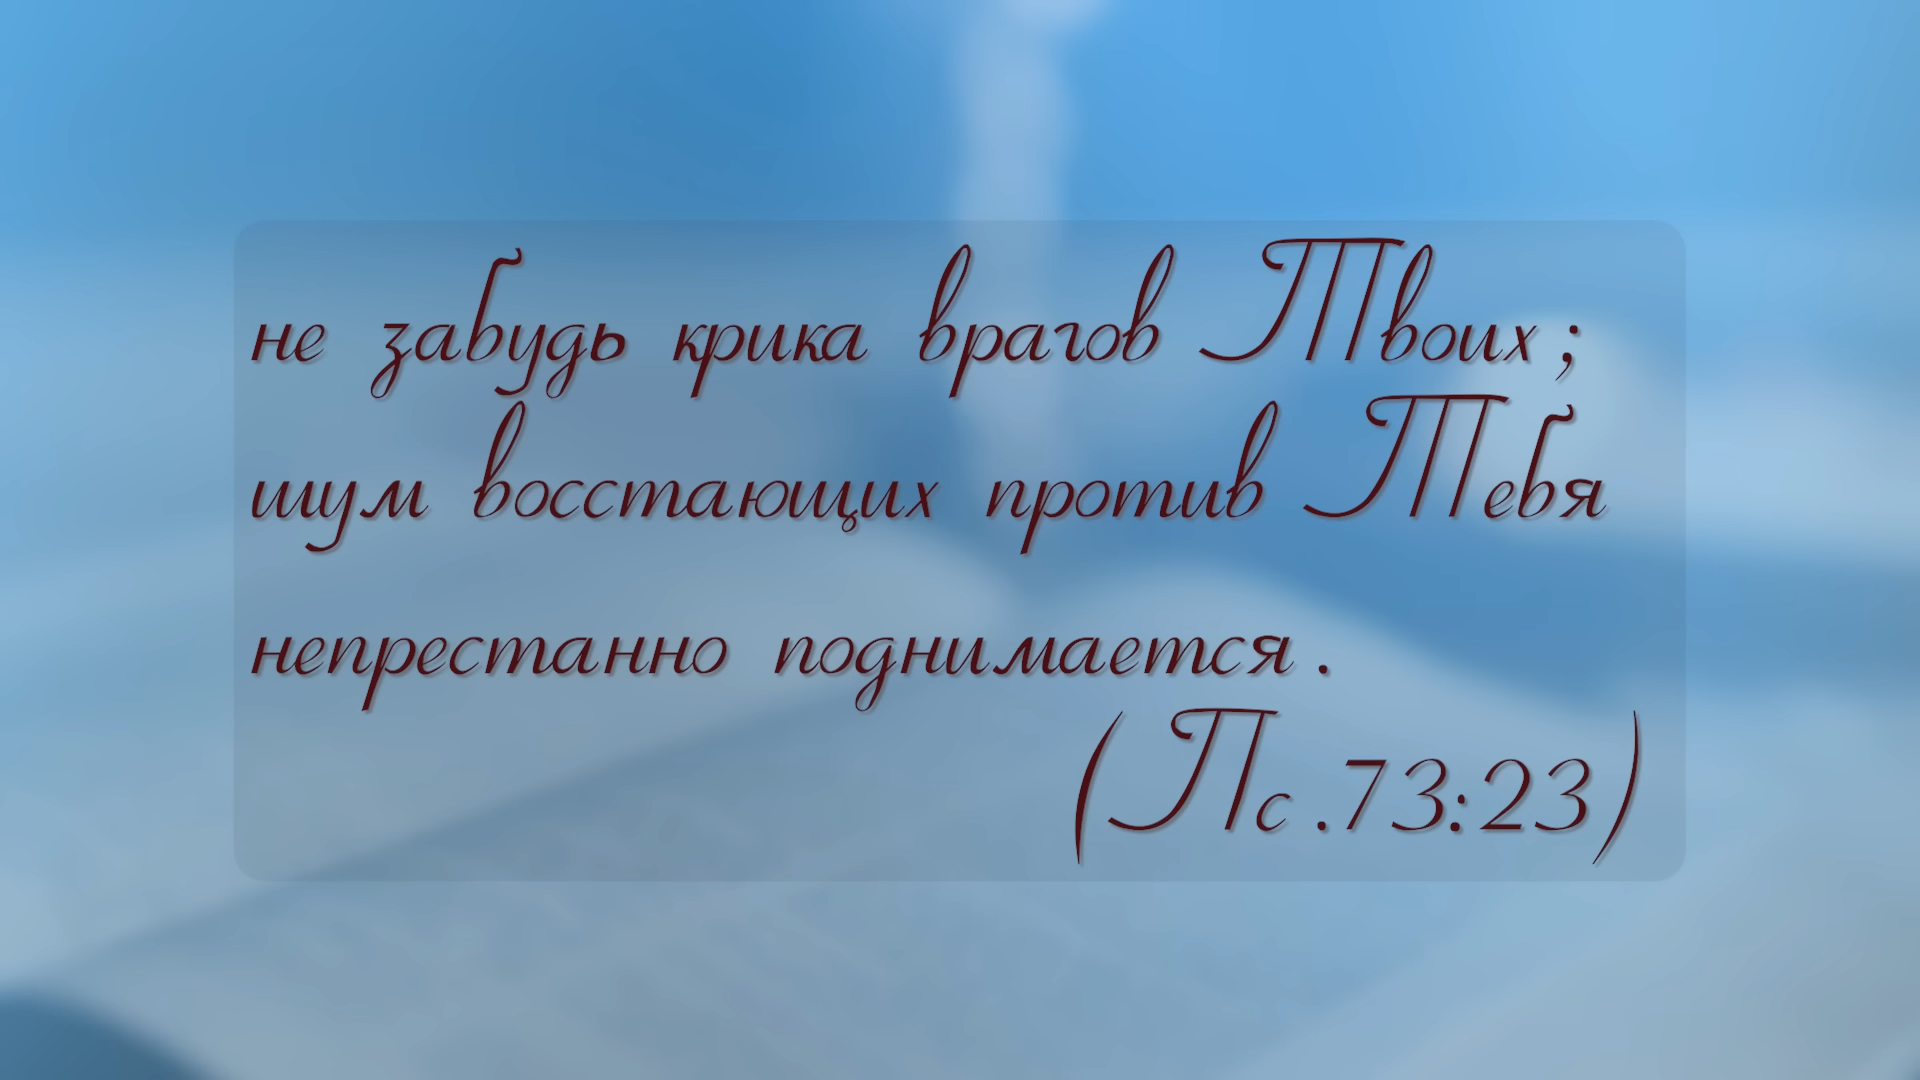 не забудь крика врагов Твоих;
шум восстающих против Тебя
непрестанно поднимается.
(Пс.73:23)